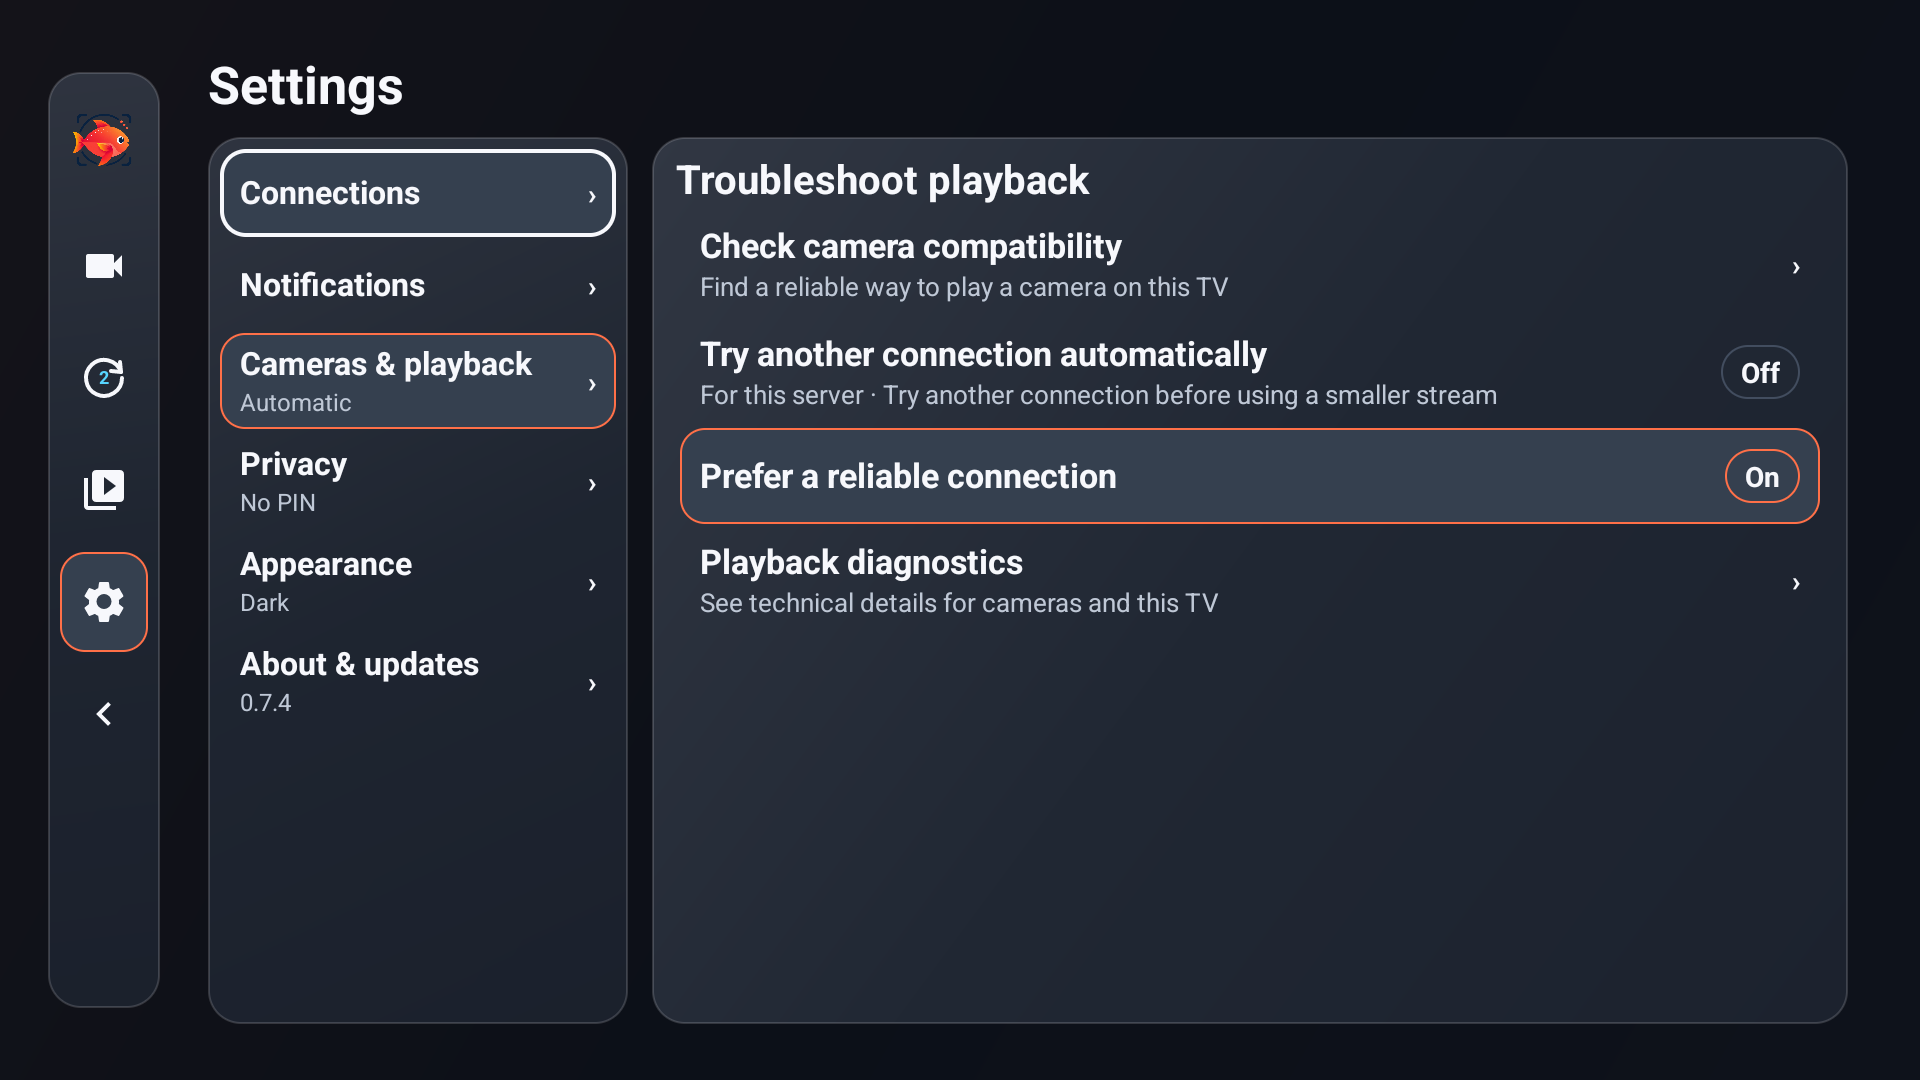 Settings
Connections
Notifications
Cameras & playback
Automatic
Privacy
No PIN
Appearance
Dark
About & updates
0.7.4
2
Troubleshoot playback
Check camera compatibility
Find a reliable way to play a camera on this TV
Try another connection automatically
For this server · Try another connection before using a smaller stream
Off
Prefer a reliable connection
On
Playback diagnostics
See technical details for cameras and this TV